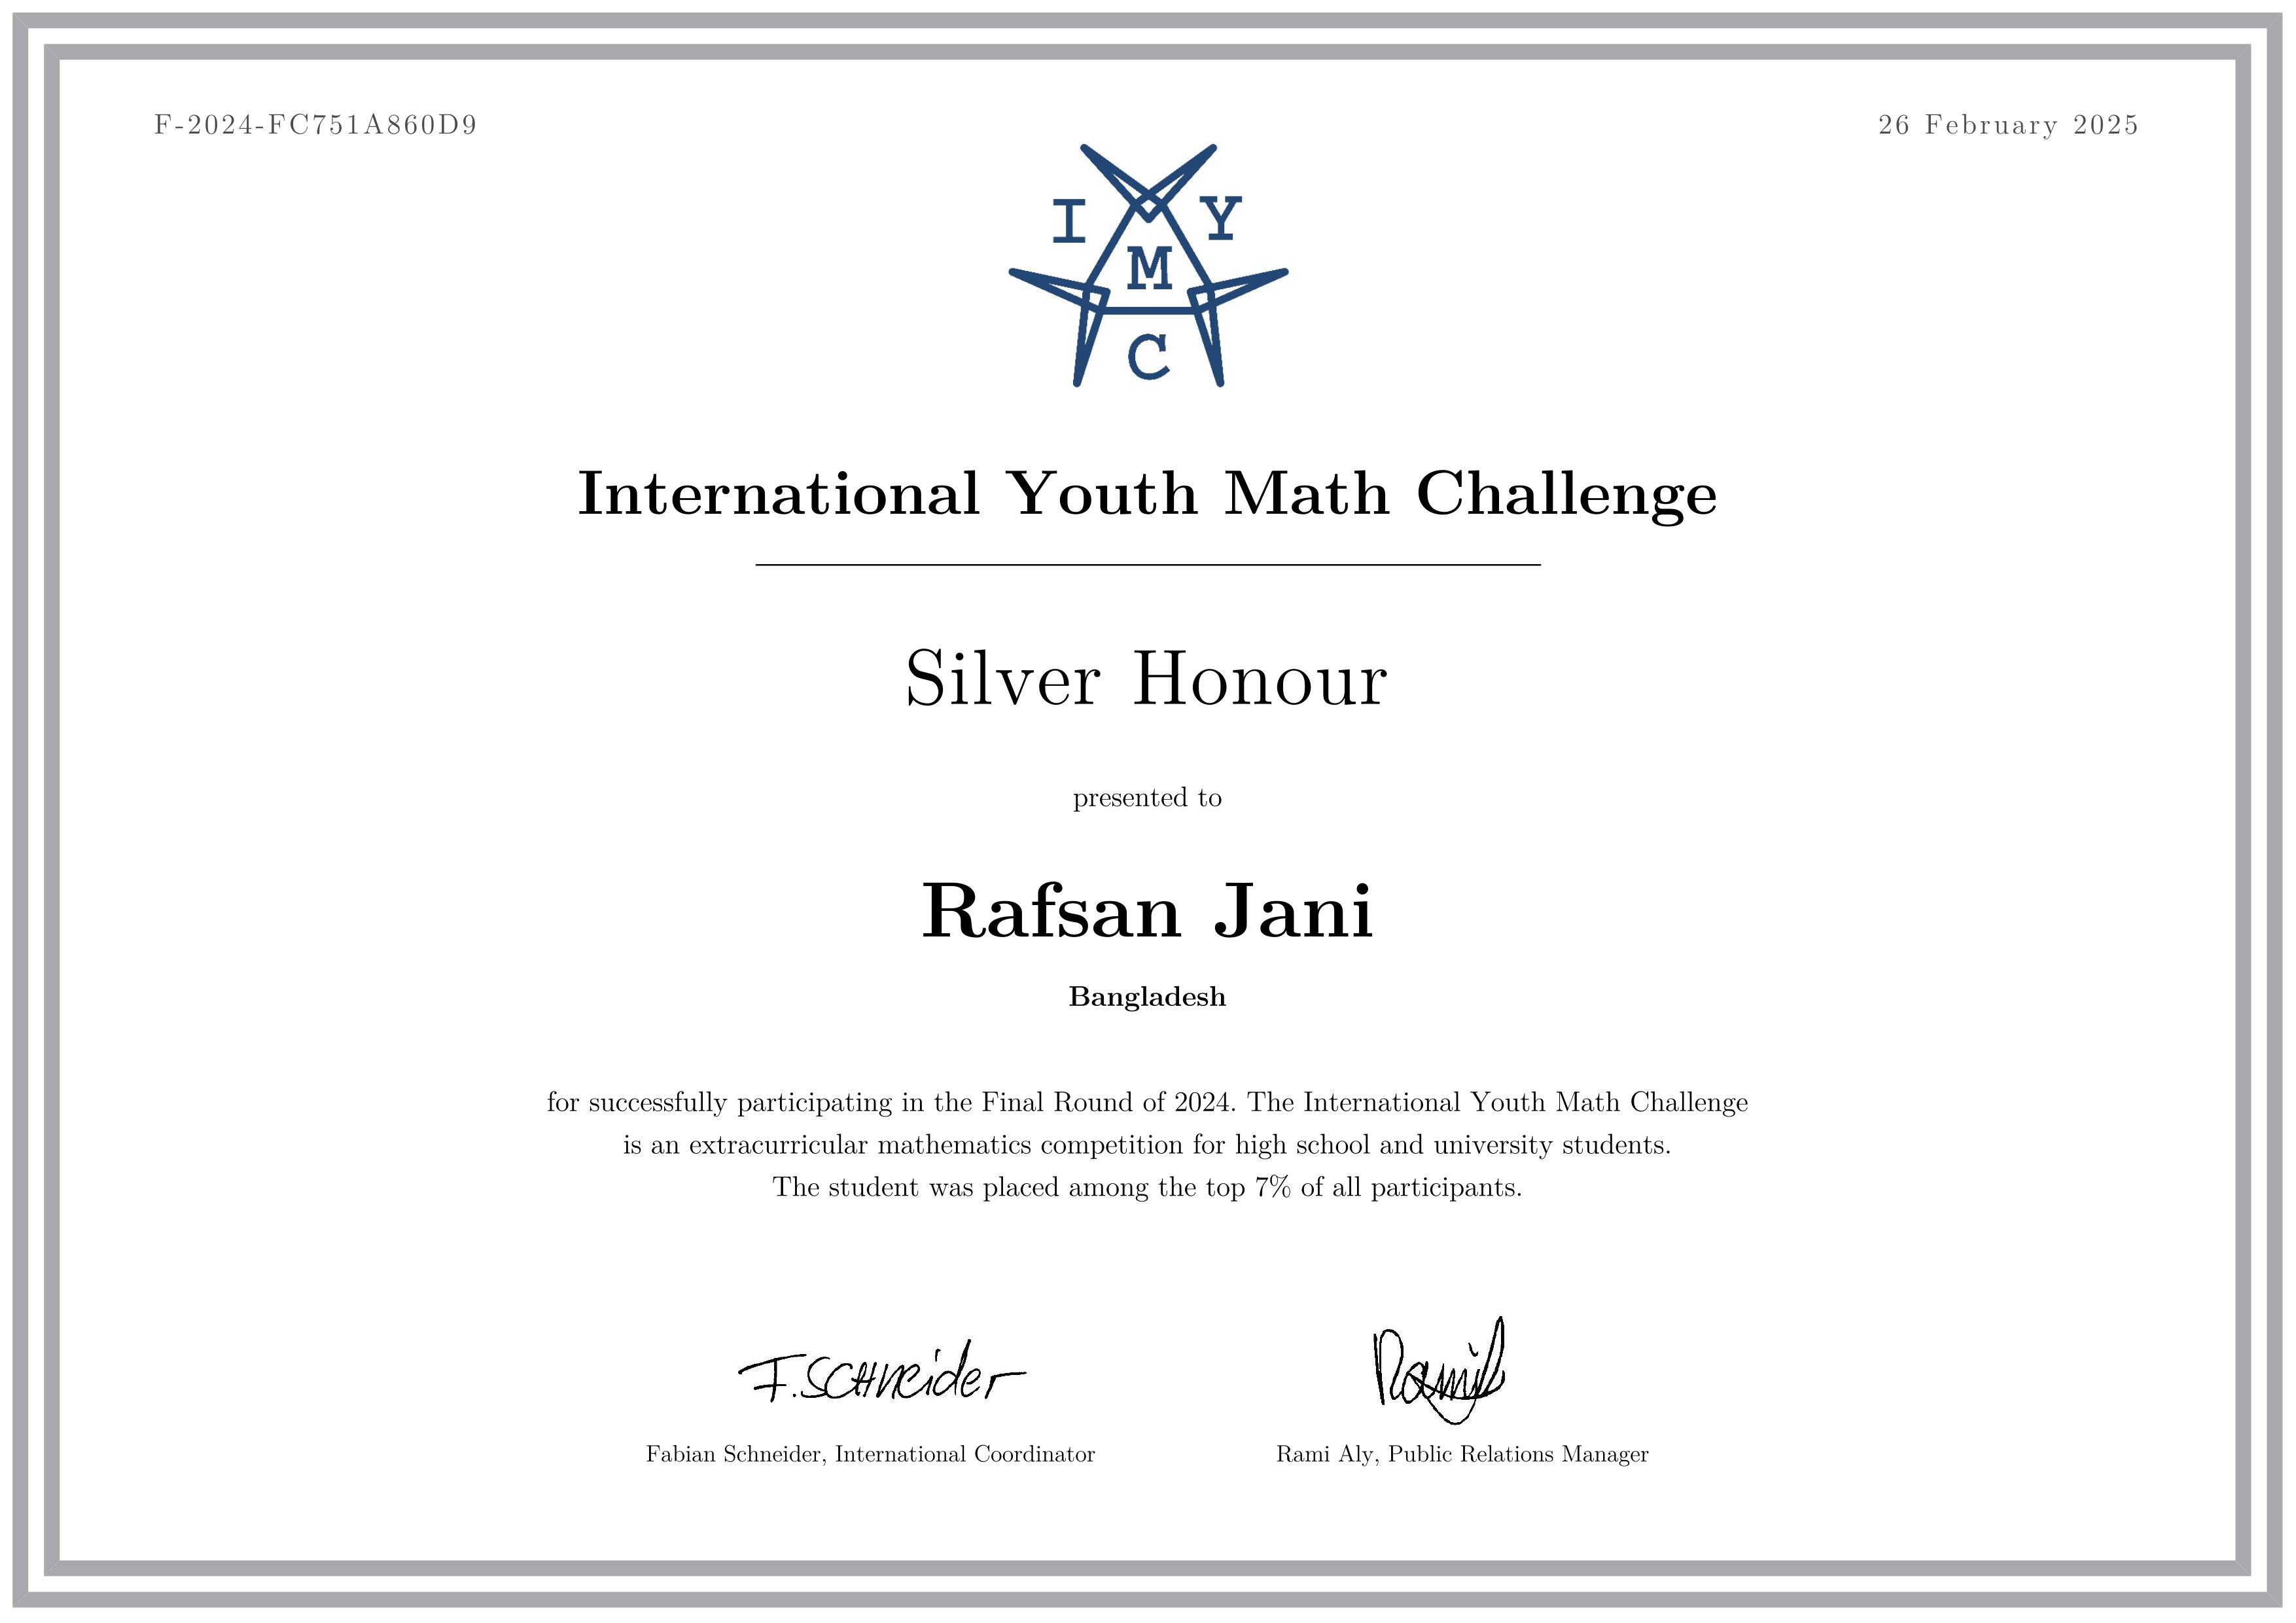 F-2024-FC751A860D9
26 February 2025
I Y
M
C
International Youth Math Challenge
Silver Honour
presented to
Rafsan Jani
Bangladesh
for successfully participating in the Final Round of 2024. The International Youth Math Challenge
is an extracurricular mathematics competition for high school and university students.
The student was placed among the top 7% of all participants.
F. SCHNeider
Rami
Fabian Schneider, International Coordinator
Rami Aly, Public Relations Manager